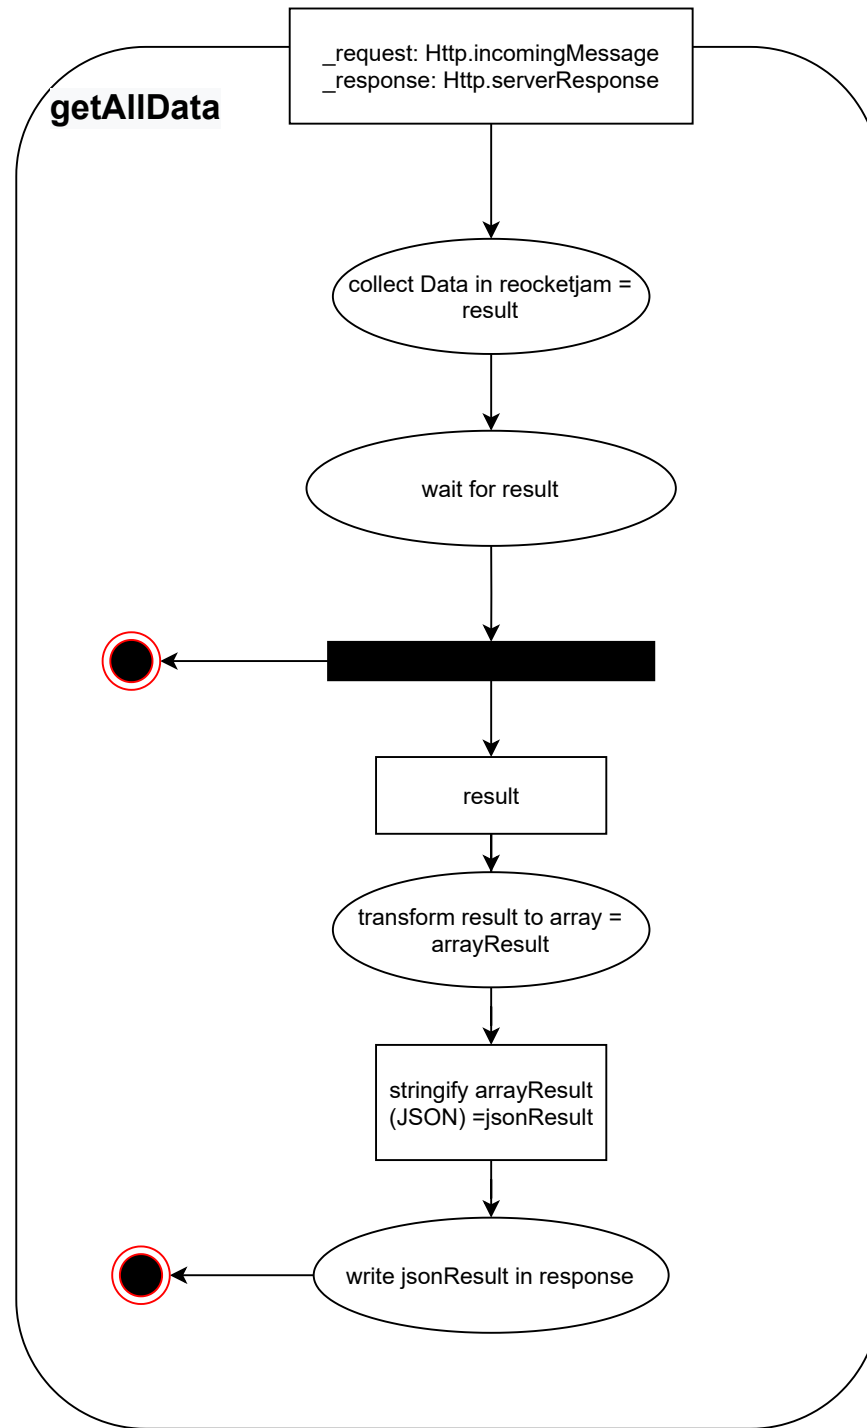 _request: Http.incomingMessage
_response: Http.serverResponse
getAllData
collect Data in reocketjam =
result
wait for result
result
transform result to array =
arrayResult
stringify arrayResult
(JSON) =jsonResult
write jsonResult in response